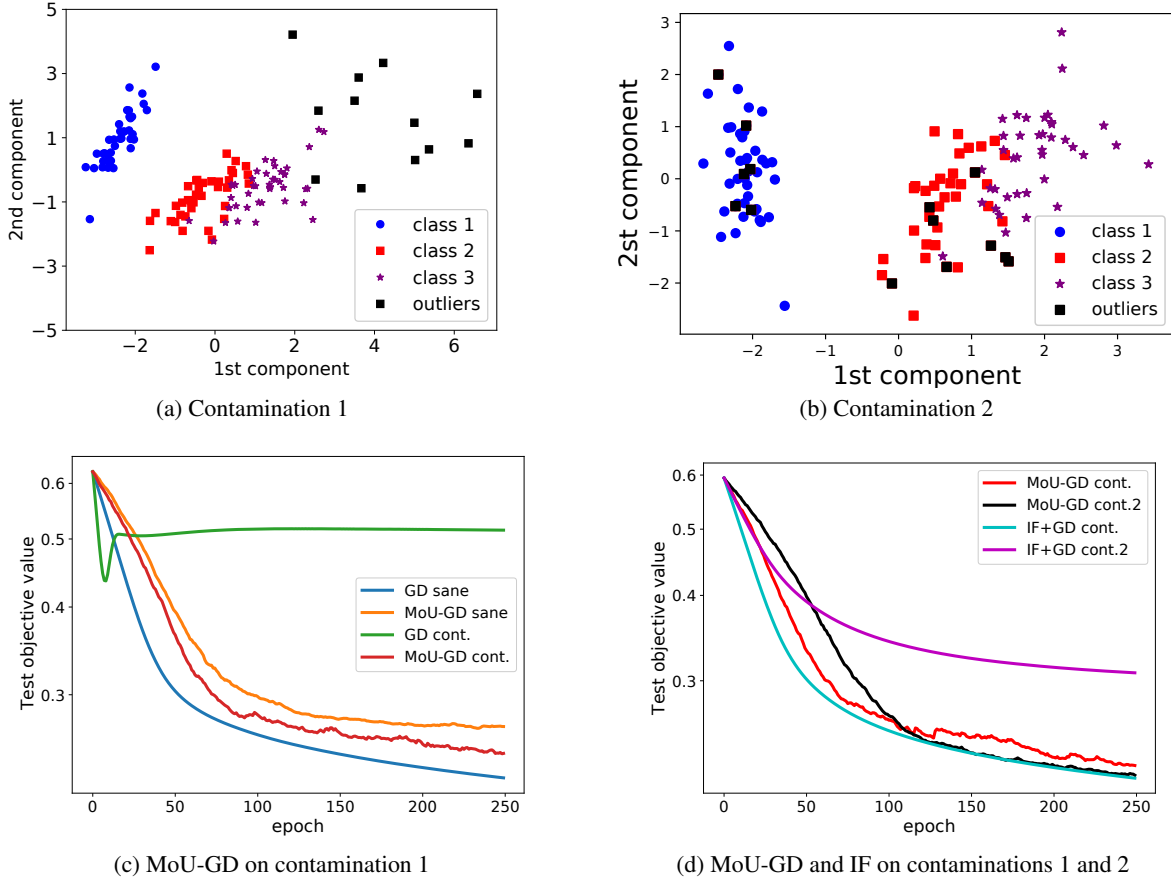 5
3
1
−1
−3
−5
−2
0
2
4
6
2nd component
1st component
class 1
class 2
class 3
outliers
(a) Contamination 1
3
2
1
0
−1
−2
−2
−1
0
1
2
3
2st component
1st component
class 1
class 2
class 3
outliers
(b) Contamination 2
0.6
0.5
0.4
0.3
0
50
100
150
200
250
Test objective value
epoch
GD sane
MoU-GD sane
GD cont.
MoU-GD cont.
(c) MoU-GD on contamination 1
0.6
0.5
0.4
0.3
0
50
100
150
200
250
Test objective value
epoch
MoU-GD cont.
MoU-GD cont.2
IF+GD cont.
IF+GD cont.2
(d) MoU-GD and IF on contaminations 1 and 2